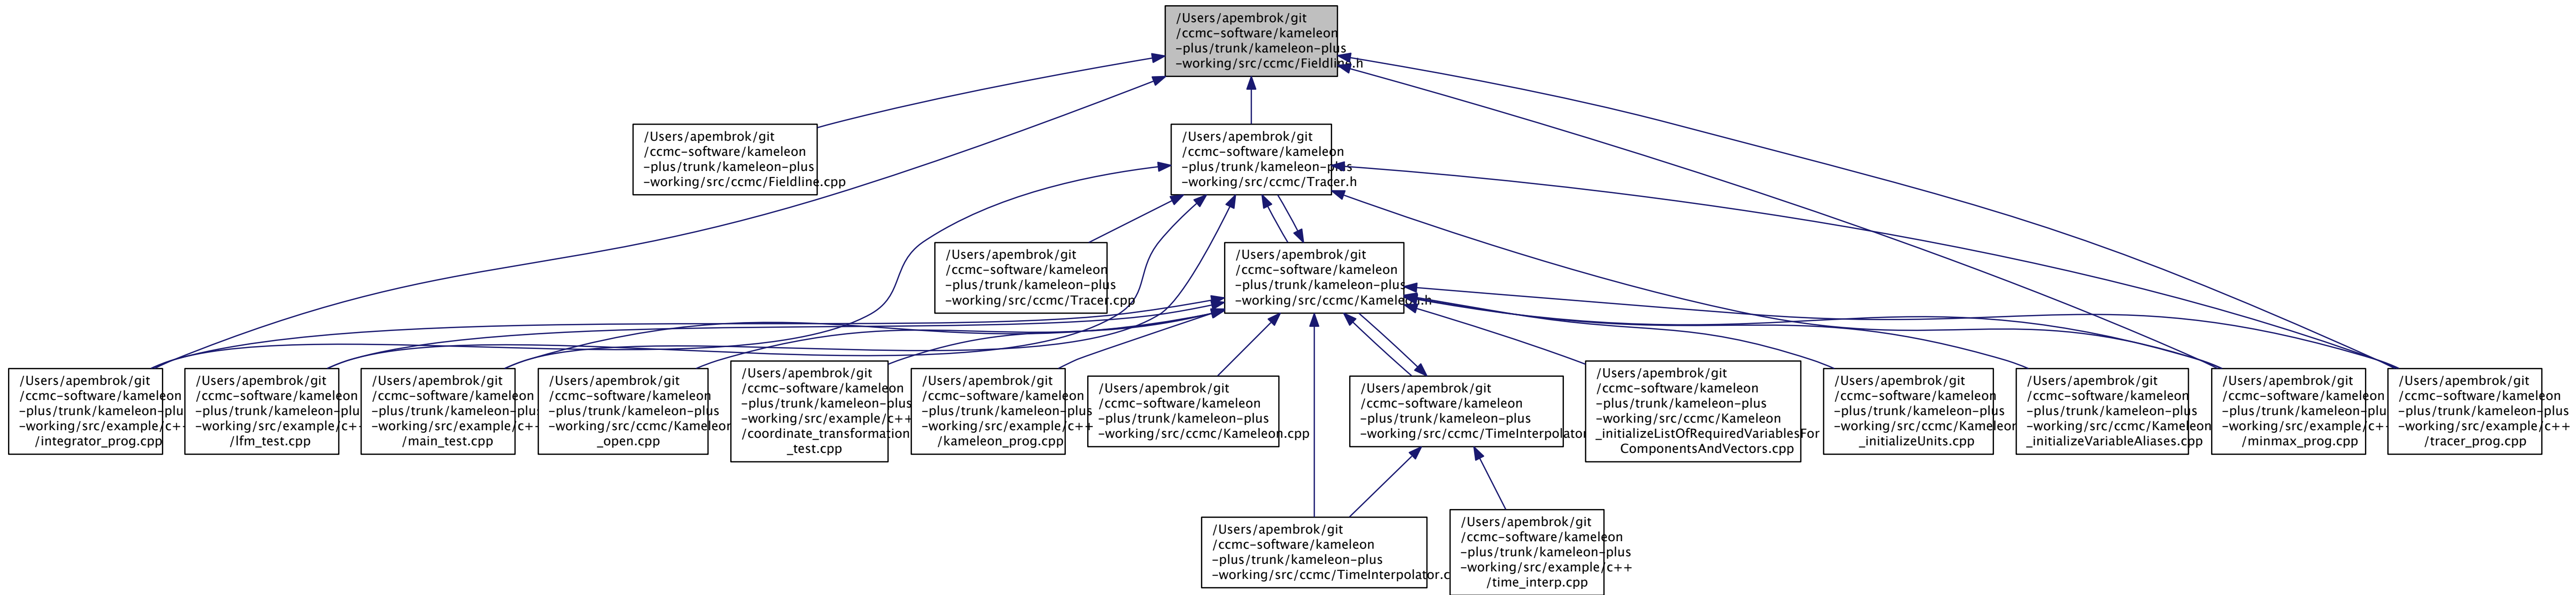 /Users/apembrok/git
/ccmc-software/kameleon
-plus/trunk/kameleon-plus
-working/src/ccmc/Fieldline.h
/Users/apembrok/git
/ccmc-software/kameleon
-plus/trunk/kameleon-plus
-working/src/ccmc/Fieldline.cpp
/Users/apembrok/git
/ccmc-software/kameleon
-plus/trunk/kameleon-plus
-working/src/ccmc/Tracer.h
/Users/apembrok/git
/ccmc-software/kameleon
-plus/trunk/kameleon-plus
-working/src/ccmc/Tracer.cpp
/Users/apembrok/git
/ccmc-software/kameleon
-plus/trunk/kameleon-plus
-working/src/ccmc/Kameleon.h
/Users/apembrok/git
/ccmc-software/kameleon
-plus/trunk/kameleon-plus
-working/src/example/c++
/integrator_prog.cpp
/Users/apembrok/git
/ccmc-software/kameleon
-plus/trunk/kameleon-plus
-working/src/example/c++
/lfm_test.cpp
/Users/apembrok/git
/ccmc-software/kameleon
-plus/trunk/kameleon-plus
-working/src/example/c++
/main_test.cpp
/Users/apembrok/git
/ccmc-software/kameleon
-plus/trunk/kameleon-plus
-working/src/ccmc/Kameleon
_open.cpp
/Users/apembrok/git
/ccmc-software/kameleon
-plus/trunk/kameleon-plus
-working/src/example/c++
/coordinate_transformation
_test.cpp
/Users/apembrok/git
/ccmc-software/kameleon
-plus/trunk/kameleon-plus
-working/src/example/c++
/kameleon_prog.cpp
/Users/apembrok/git
/ccmc-software/kameleon
-plus/trunk/kameleon-plus
-working/src/ccmc/Kameleon.cpp
/Users/apembrok/git
/ccmc-software/kameleon
-plus/trunk/kameleon-plus
-working/src/ccmc/TimeInterpolator
/Users/apembrok/git
/ccmc-software/kameleon
-plus/trunk/kameleon-plus
-working/src/ccmc/Kameleon
_initializeListOfRequiredVariablesFor
ComponentsAndVectors.cpp
/Users/apembrok/git
/ccmc-software/kameleon
-plus/trunk/kameleon-plus
-working/src/ccmc/Kameleon
_initializeUnits.cpp
/Users/apembrok/git
/ccmc-software/kameleon
-plus/trunk/kameleon-plus
-working/src/ccmc/Kameleon
_initializeVariableAliases.cpp
/Users/apembrok/git
/ccmc-software/kameleon
-plus/trunk/kameleon-plus
-working/src/example/c++
/minmax_prog.cpp
/Users/apembrok/git
/ccmc-software/kameleon
-plus/trunk/kameleon-plus
-working/src/example/c++
/tracer_prog.cpp
/Users/apembrok/git
/ccmc-software/kameleon
-plus/trunk/kameleon-plus
-working/src/ccmc/TimeInterpolator.c
/Users/apembrok/git
/ccmc-software/kameleon
-plus/trunk/kameleon-plus
-working/src/example/c++
/time_interp.cpp